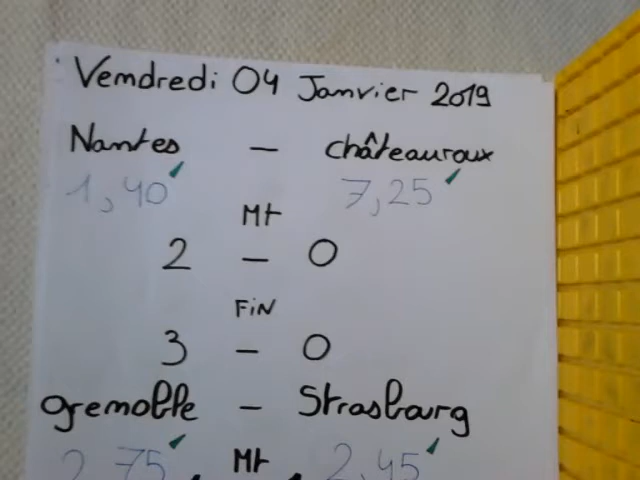 Vendredi 04 Janvier 2019
Nantes - châteauroux
1,40 7,25
Mt
2 - 0
FiN
3 - 0
grenoble - Strasbourg
2,75 Mt 2,45